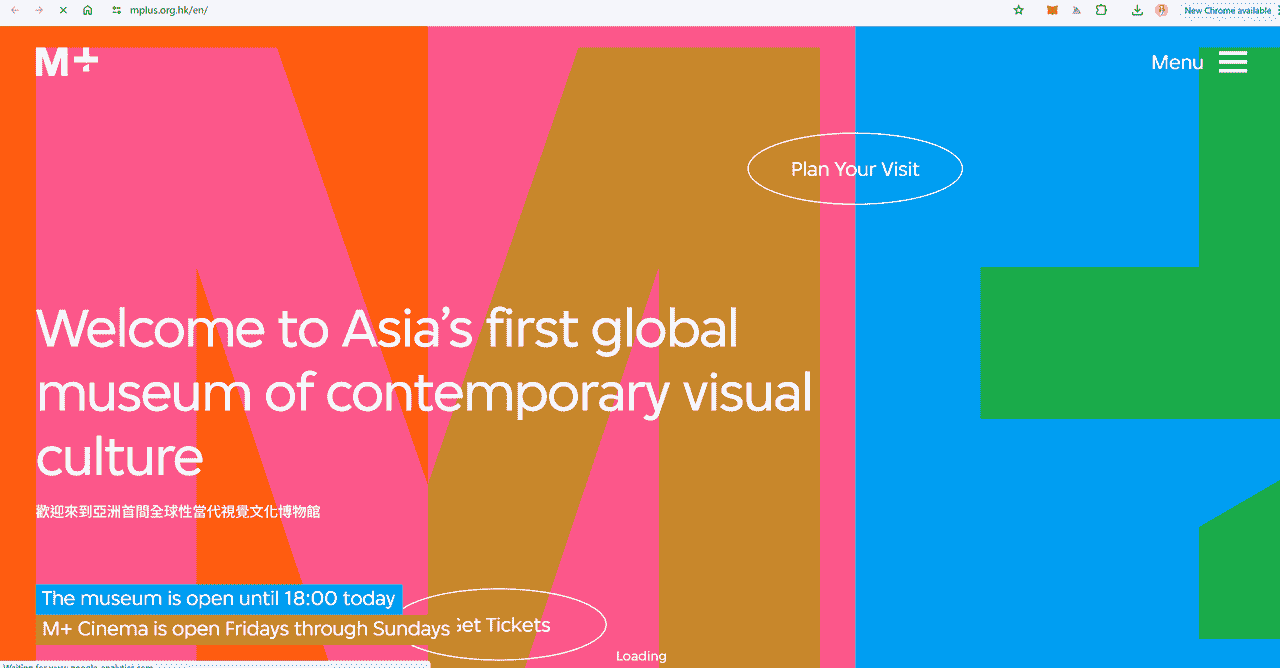 mplus.org.hk/en/
New Chrome available
M+
Menu
Plan Your Visit
Welcome to Asia's first global
museum of contemporary visual
culture
歡迎來到亞洲首間全球性當代視覺文化博物館
The museum is open until 18:00 today
M+ Cinema is open Fridays through Sundays
Get Tickets
Loading